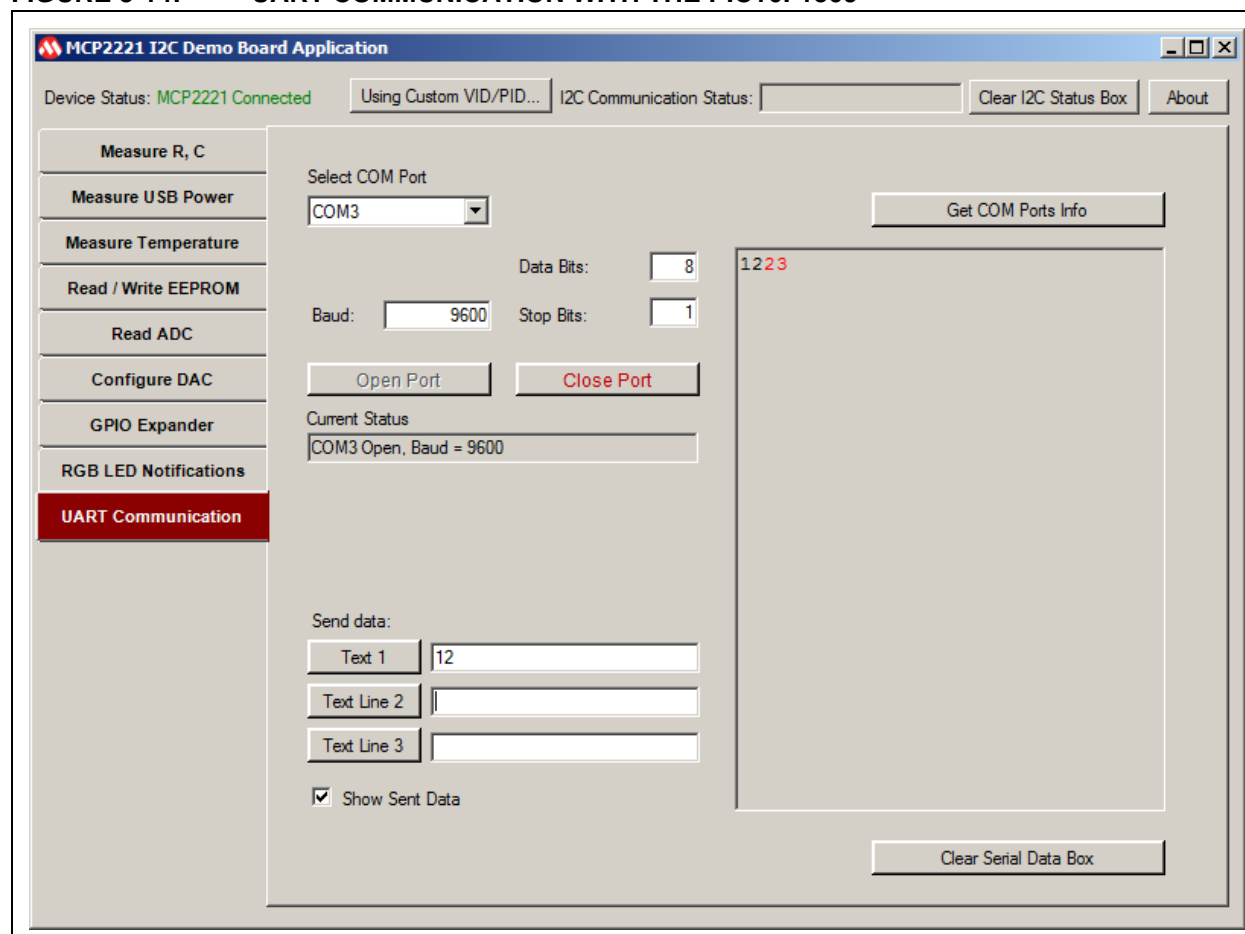 MCP2221 I2C Demo Board Application
Device Status: MCP2221 Connected Using Custom VID/PID... I2C Communication Status: Clear I2C Status Box About
Measure R, C
Measure USB Power
Measure Temperature
Read / Write EEPROM
Read ADC
Configure DAC
GPIO Expander
RGB LED Notifications
UART Communication
Select COM Port
COM3
Get COM Ports Info
Data Bits: 8
1223
Baud: 9600 Stop Bits: 1
Open Port Close Port
Current Status
COM3 Open, Baud = 9600
Send data:
Text 1 12
Text Line 2
Text Line 3
Show Sent Data
Clear Serial Data Box